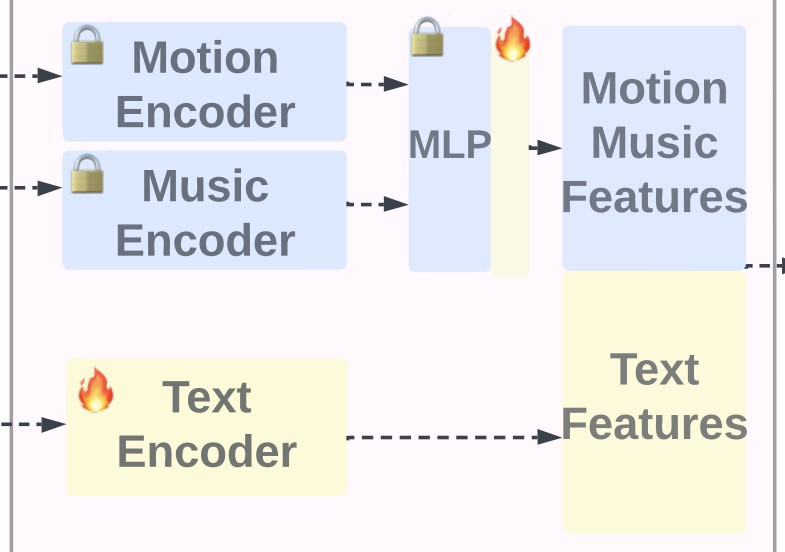 Motion
Encoder
Music
Encoder
MLP
Motion
Music
Features
Text
Encoder
Text
Features